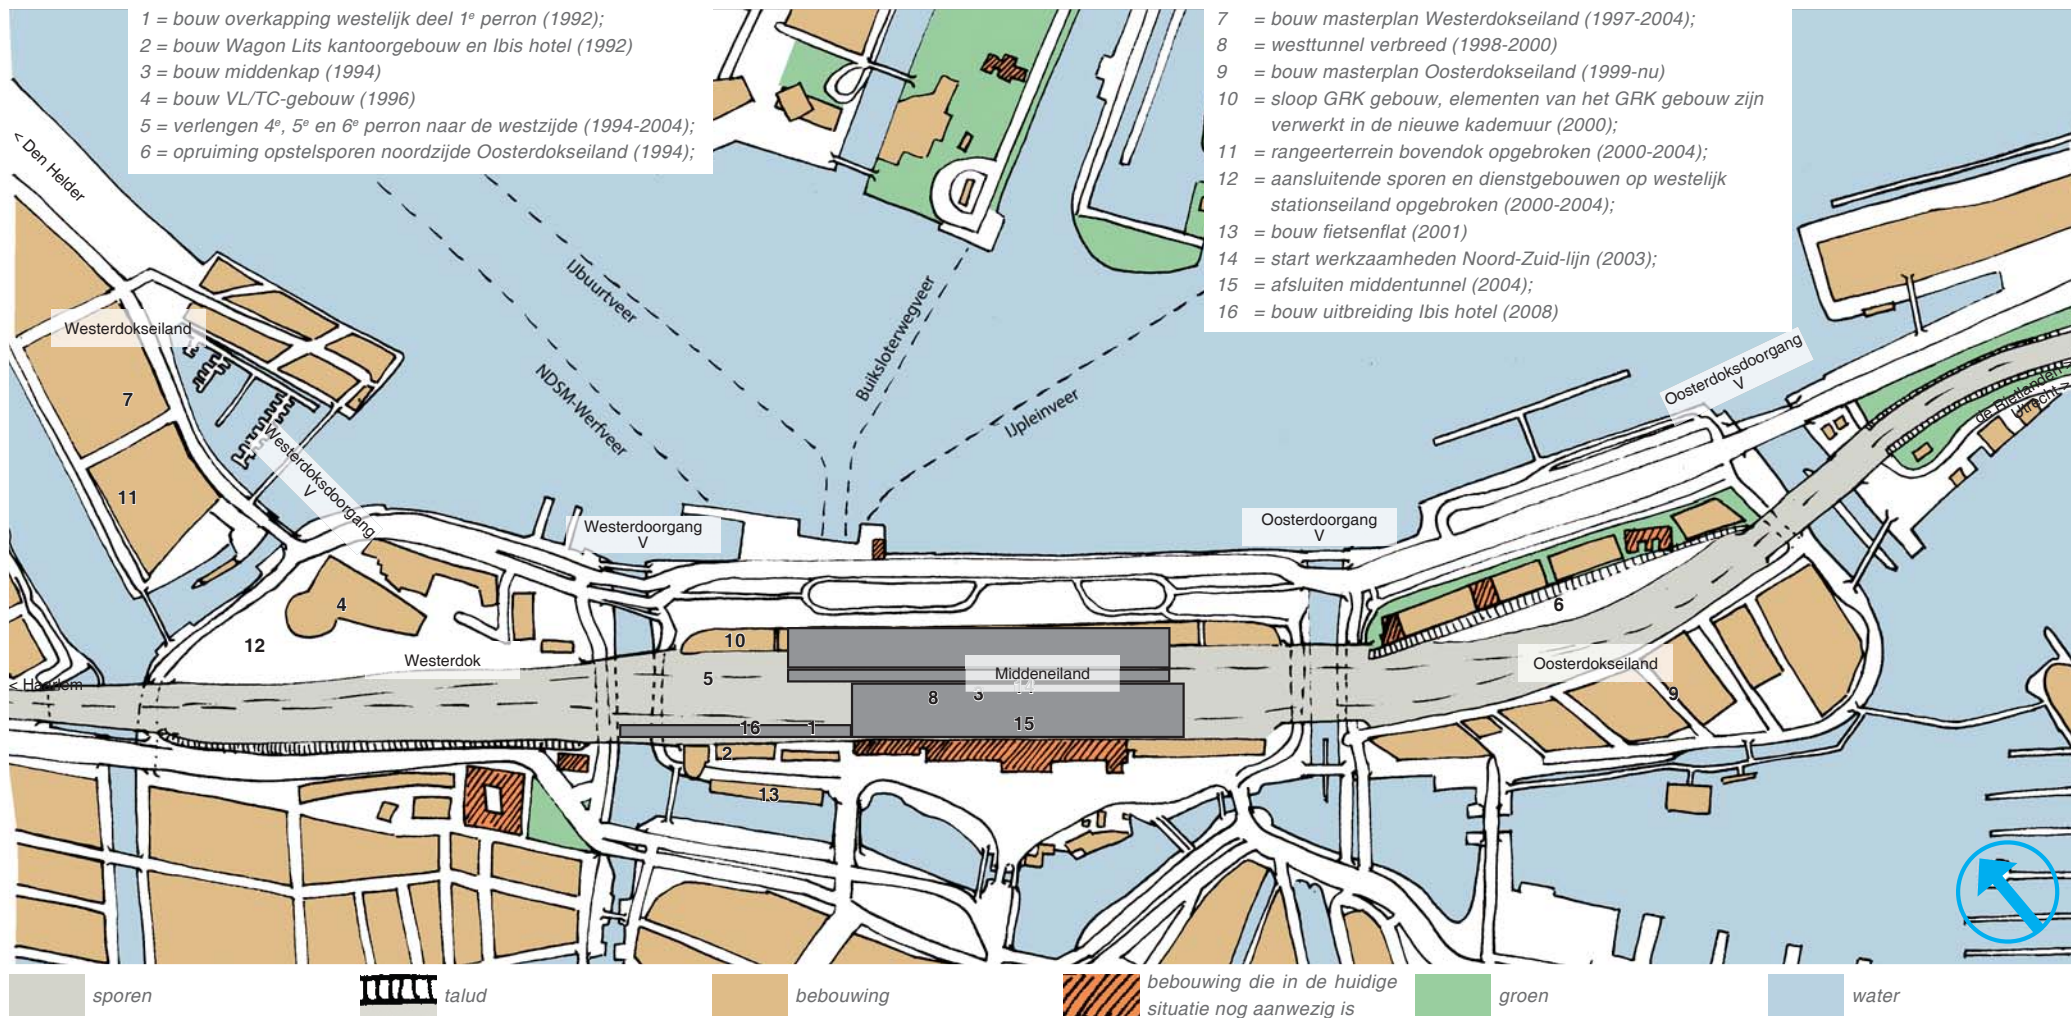 1 = bouw overkapping westelijk deel 1e perron (1992);
2 = bouw Wagon Lits kantoorgebouw en Ibis hotel (1992)
3 = bouw middenkap (1994)
4 = bouw VL/TC-gebouw (1996)
5 = verlengen 4e, 5e en 6e perron naar de westzijde (1994-2004);
6 = opruiming opstelsporen noordzijde Oosterdokseiland (1994);
7 = bouw masterplan Westerdokseiland (1997-2004);
8 = westtunnel verbreed (1998-2000)
9 = bouw masterplan Oosterdokseiland (1999-nu)
10 = sloop GRK gebouw, elementen van het GRK gebouw zijn
verwerkt in de nieuwe kademuur (2000);
11 = rangeerterrein bovendok opgebroken (2000-2004);
12 = aansluitende sporen en dienstgebouwen op westelijk
stationseiland opgebroken (2000-2004);
13 = bouw fietsenflat (2001)
14 = start werkzaamheden Noord-Zuid-lijn (2003);
15 = afsluiten middentunnel (2004);
16 = bouw uitbreiding Ibis hotel (2008)
< Den Helder
IJbuurtveer
NDSM-Werfveer
Buiksloterwegveer
IJpleinveer
Westerdokseiland
7
11
Westerdoksdoorgang
V
Westerdoorgang
V
Oosterdoorgang
V
Oosterdoksdoorgang
V
de Rietlanden >
Utrecht >
4
12
Westerdok
< Haarlem
10
5
Middeneiland
8
3
14
15
16
1
2
13
6
Oosterdokseiland
9
sporen
talud
bebouwing
bebouwing die in de huidige
situatie nog aanwezig is
groen
water